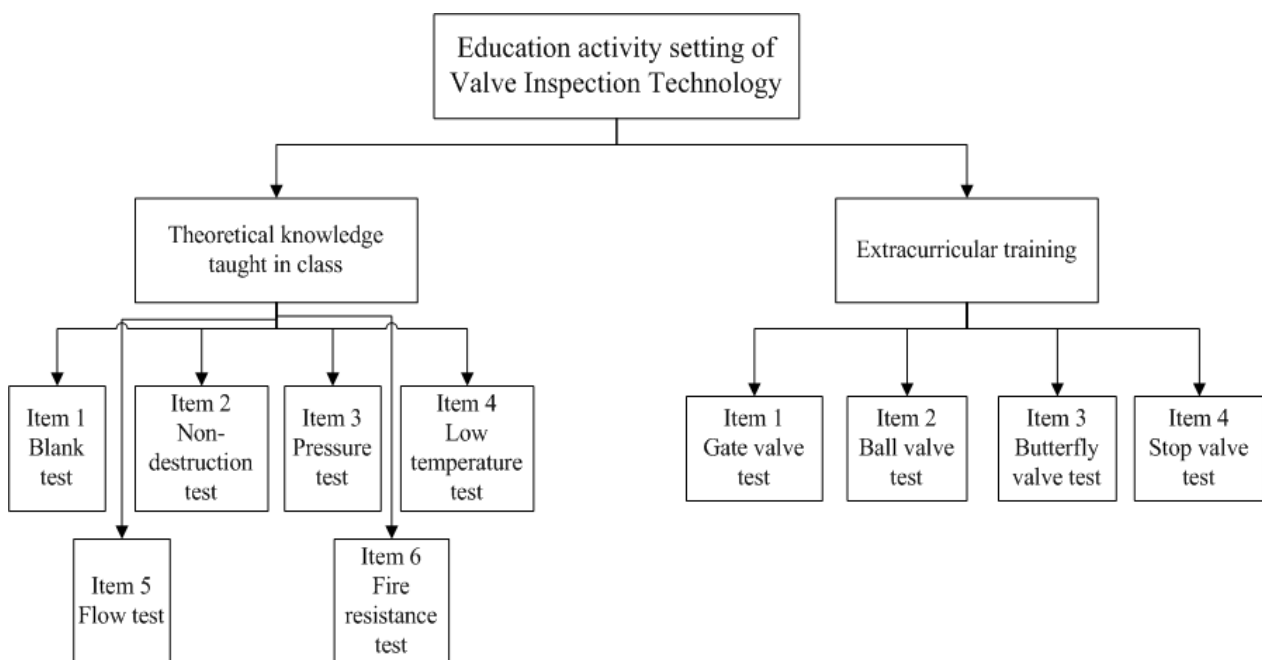 Education activity setting of
Valve Inspection Technology
Theoretical knowledge
taught in class
Extracurricular training
Item 1
Blank
test
Item 2
Non-
destruction
test
Item 3
Pressure
test
Item 4
Low
temperature
test
Item 1
Gate valve
test
Item 2
Ball valve
test
Item 3
Butterfly
valve test
Item 4
Stop valve
test
Item 5
Flow test
Item 6
Fire
resistance
test